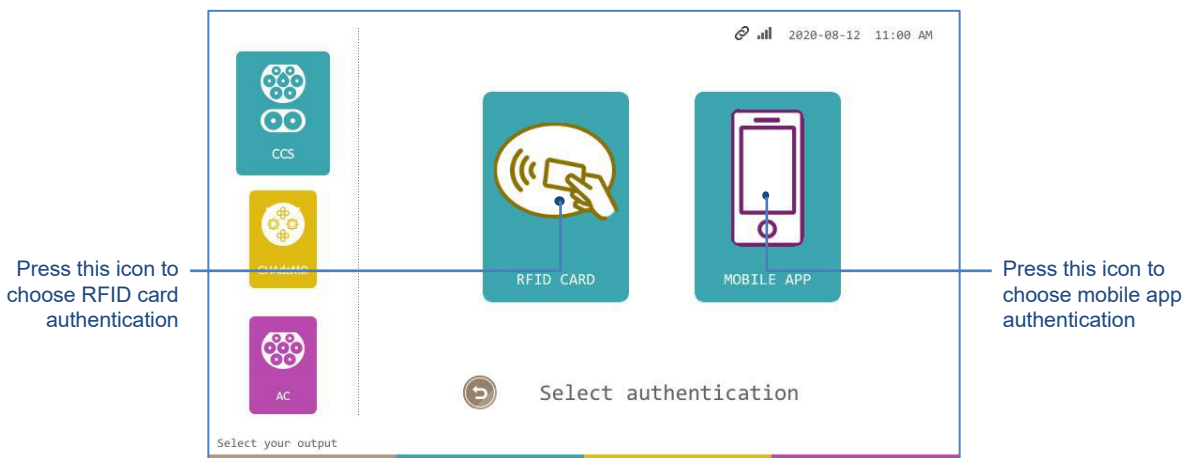 2020-08-12 11:00 AM
CCS
CHAdeMO
AC
Select your output
RFID CARD
MOBILE APP
Select authentication
Press this icon to
choose RFID card
authentication
Press this icon to
choose mobile app
authentication